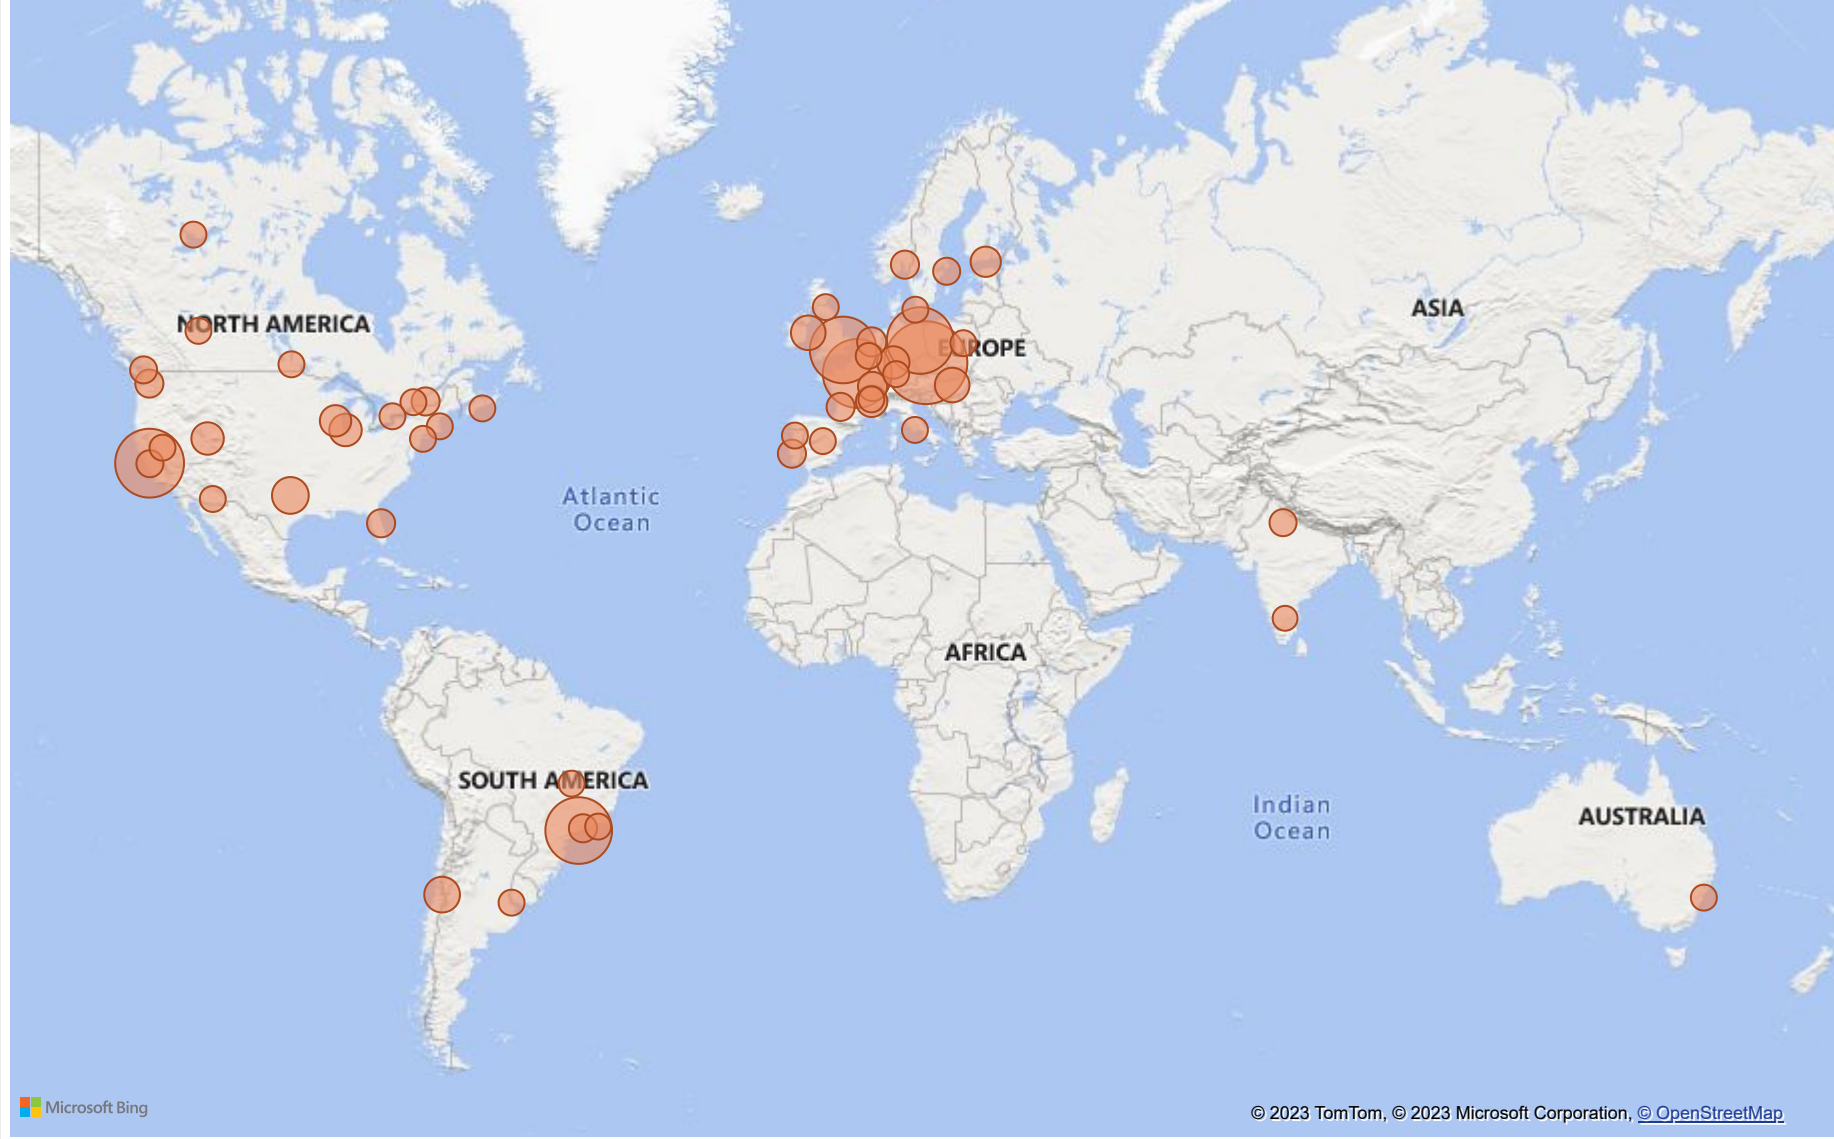 NORTH AMERICA
ASIA
EUROPE
Atlantic
Ocean
AFRICA
SOUTH AMERICA
Indian
Ocean
AUSTRALIA
Microsoft Bing
© 2023 TomTom, © 2023 Microsoft Corporation, © OpenStreetMap